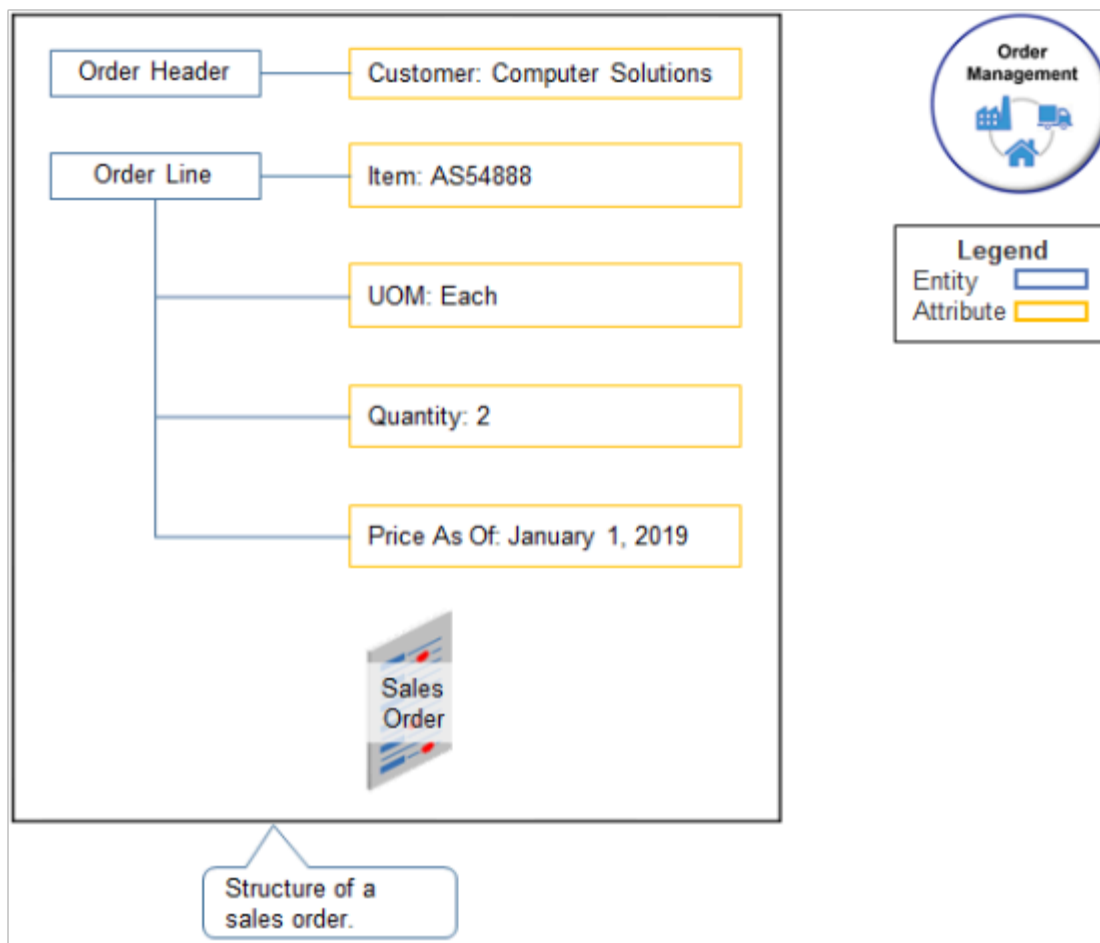 Order Header
Customer: Computer Solutions
Order Line
Item: AS54888
UOM: Each
Quantity: 2
Price As Of: January 1, 2019
Sales
Order
Structure of a
sales order.
Order
Management
Legend
Entity
Attribute